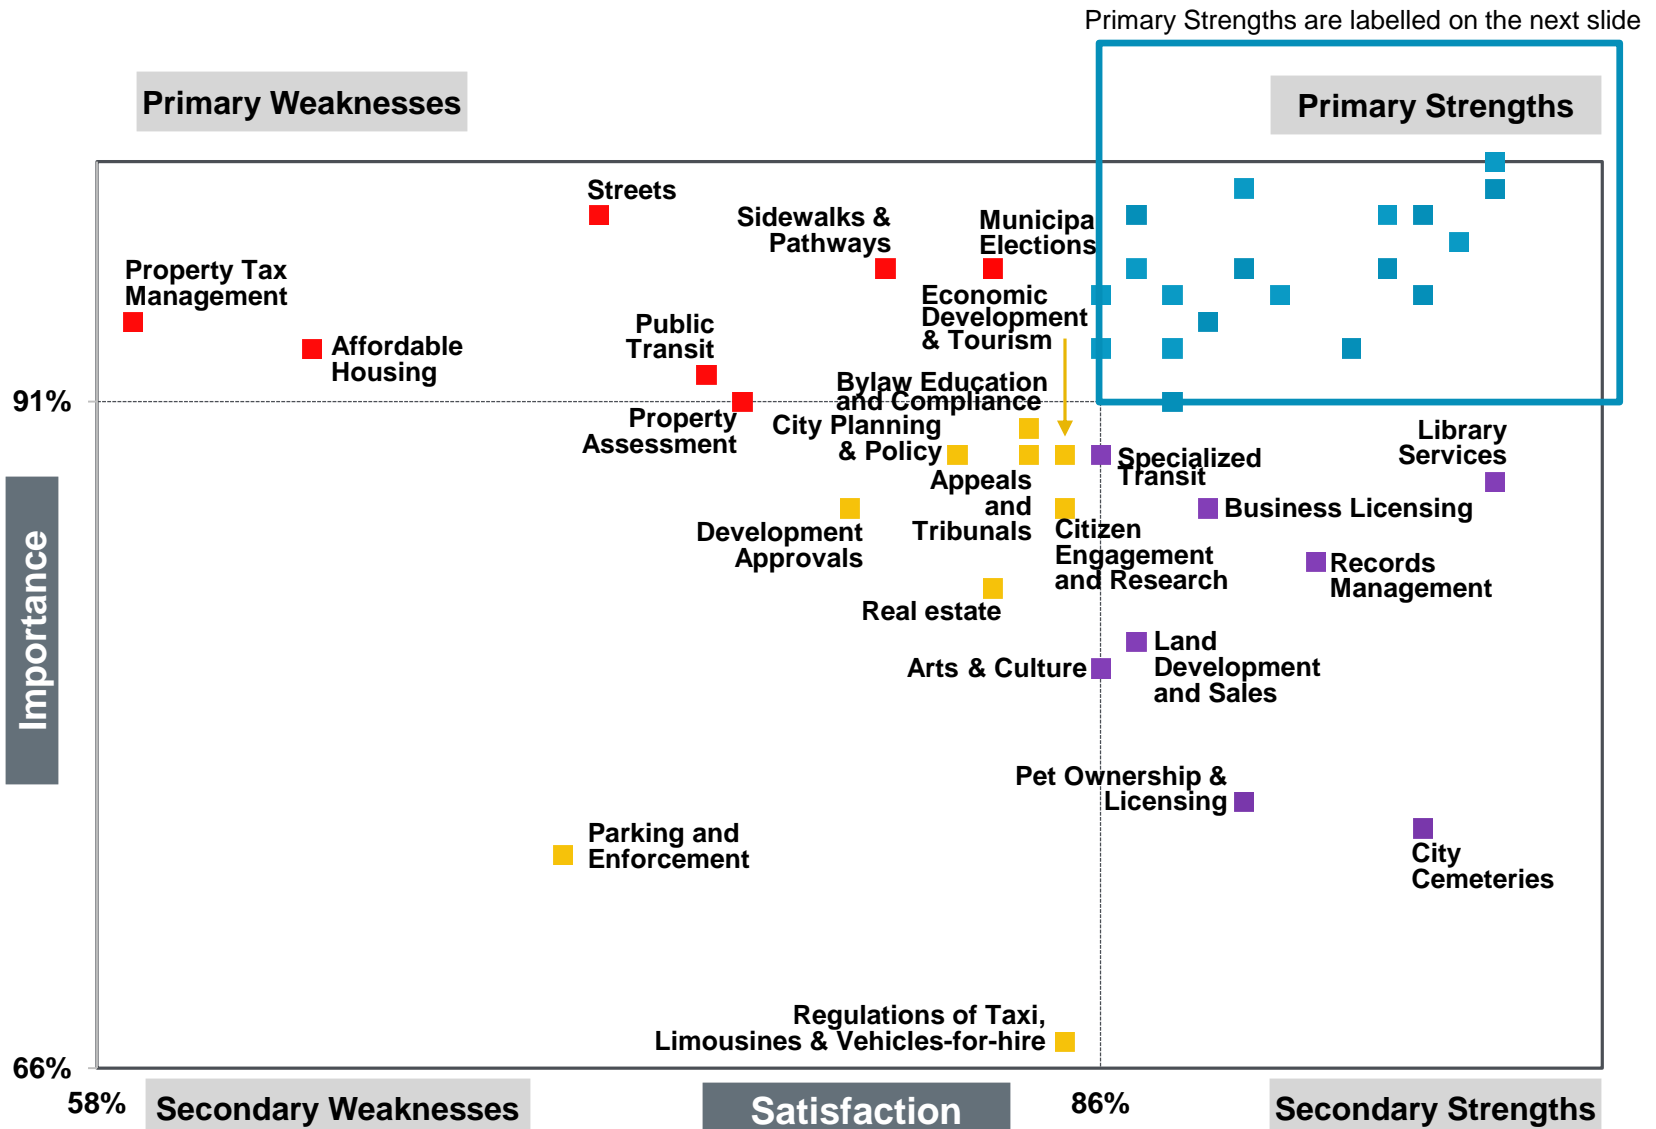 Primary Strengths are labelled on the next slide
Primary Weaknesses
Primary Strengths
Streets
Sidewalks &
Pathways
Municipa
Elections
Property Tax
Management
Economic
Development
& Tourism
Public
Transit
Affordable
Housing
Bylaw Education
and Compliance
91%
Property
Assessment
City Planning
& Policy
Library
Services
Specialized
Transit
Appeals
and
Tribunals
Business Licensing
Development
Approvals
Citizen
Engagement
and Research
Records
Management
Real estate
Importance
Land
Development
and Sales
Arts & Culture
Pet Ownership &
Licensing
Parking and
Enforcement
City
Cemeteries
Regulations of Taxi,
Limousines & Vehicles-for-hire
66%
58%
Secondary Weaknesses
Satisfaction
86%
Secondary Strengths